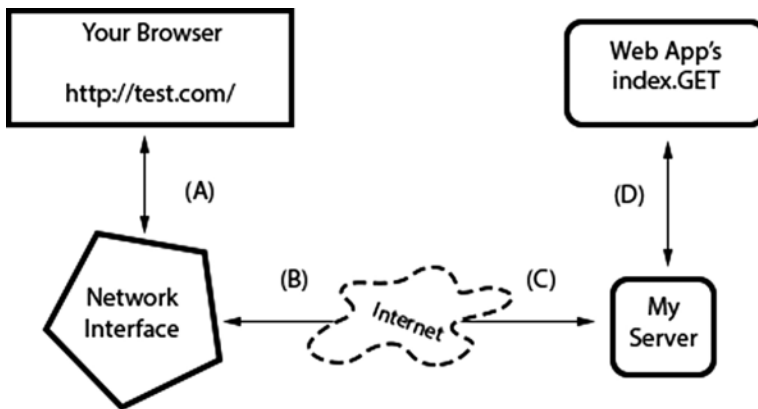 Your Browser
http://test.com/
Web App's
index.GET
(A)
(D)
Network
Interface
(B)
Internet
(C)
My
Server